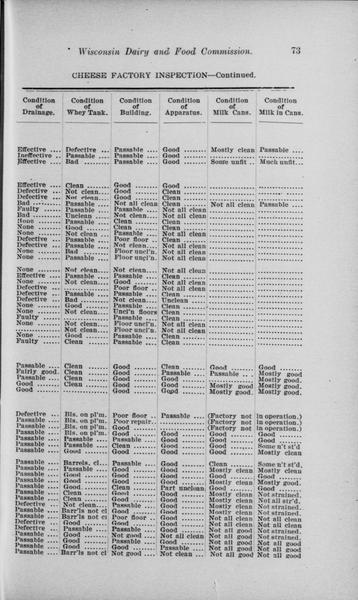 Wisconsin Dairy and Food Commission. 73
CHEESE FACTORY INSPECTION—Continued.
Condition of Drainage. Condition of Whey Tank. Condition of Building. Condition of Apparatus. Condition of Milk Cans. Condition of Milk in Cans.
Effective .... Defective ... Passable .... Good ........ Mostly clean Passable ....
Ineffective .. Passable .... Passable .... Good ........
Effective .... Bad ........ Passable .... Good ........ Some unfit .. Much unfit...
Effective .... Clean ....... Good ........ Good ........
Defective ... Not clean.... Good ........ Clean .......
Defective ... Not clean.... Good ........ Clean .......
Bad ........ Passable .... Not all clean Clean ....... Not all clean Passable ....
Faulty ...... Passable .... Passable .... Not all clean
Bad ........ Unclean ..... Not clean.... Not all clean
None ....... Passable .... Clean ....... Clean .......
None ....... Good ........ Clean ....... Clean .......
None ....... Not clean.... Passable .... Not all clean
Defective ... Passable .... Poor floor .. Clean .......
Defective ... Passable .... Not clean.... Not all clean
None ....... Bad ........ Floor uncl'n. Not all clean
None ....... Passable .... Floor uncl'n. Not all clean
None ....... Not clean.... Not clean.... Not all clean
Effective .... Clean ....... Passable .... Clean .......
None ....... Not clean.... Good ........ Not all clean
Defective ... Poor floor .. Not all clean
Defective ... Passable .... Passable .... Clean .......
Defective ... Bad ........ Not clean.... Unclean .....
None ....... Good ........ Passable .... Clean .......
None ....... Not clean.... Uncl'n floors Clean .......
Faulty ...... Passable .... Clean .......
None ....... Not clean.... Floor uncl'n. Not all clean
Not clean.... Floor uncl'n. Not all clean
None ....... Good ........ Passable .... Not all clean
Faulty ...... Clean ....... Passable .... Clean .......
Passable .... Clean ....... Good ........ Clean ....... Good ........ Good ........
Fairly good. Clean ....... Good ........ Passable .... Passable .... Mostly good
Passable .... Clean ....... Good ........ Good ........ Mostly good.
Good ........ Clean ....... Good ........ Good ........ Mostly good Mostly good.
Good ........ Clean ....... Good ........ Good ........ Mostly good. Mostly good.
Defective ... Bls. on pl'm. Poor floor .. Passable .... (Factory not in operation.)
Passable .... Bls. on pl'm. Poor repair.. (Factory not in operation.)
Passable .... Bls. on pl'm. Good ........ (Factory not in operation.)
Passable .... Bls. on pl'm. Good ........ Good ........ Good ........ Good ........
Passable .... Passable .... Passable .... Good ........ Good ........ Good ........
Passable .... Passable .... Clean ....... Good ........ Good ........ Some n't st'd
Passable .... Good ........ Good ........ Good ........ Good ........ Mostly clean
Passable .... Barrels, cl... Passable .... Good ........ Clean ....... Some n't st'd.
Passable .... Passable .... Good ........ Good ........ Mostly clean Mostly clean
Passable .... Good ........ Good ........ Good ........ Good ........ Mostly clean
Passable .... Good ........ Good ........ Good ........ Mostly clean Mostly good
Passable .... Good ........ Clean ....... Part unclean Good ........ Good ........
Passable .... Clean ....... Good ........ Good ........ Mostly clean Not strained.
Passable .... Clean ....... Good ........ Good ........ Mostly clean Not all str'd.
Defective ... Not clean.... Passable .... Good ........ Mostly clean Not strained.
Passable .... Barr'ls not cl Good ........ Good ........ Mostly clean Not strained.
Passable .... Barr'ls not cl Poor floor .. Good ........ Not all clean Not all clean
Defective ... Good ........ Good ........ Good ........ Not all clean Not strained.
Defective ... Passable .... Passable .... Good ........ Not all clean Not strained.
Passable .... Good ........ Not good .... Not all clean Not all good Not all good
Passable .... Good ........ Passable .... Good ........ Not all clean Not all good
Passable .... Good ........ Good ........ Passable .... Not all clean Not all good
Passable .... Barr'ls not cl Not good .... Not clean .... Not all clean Not all good